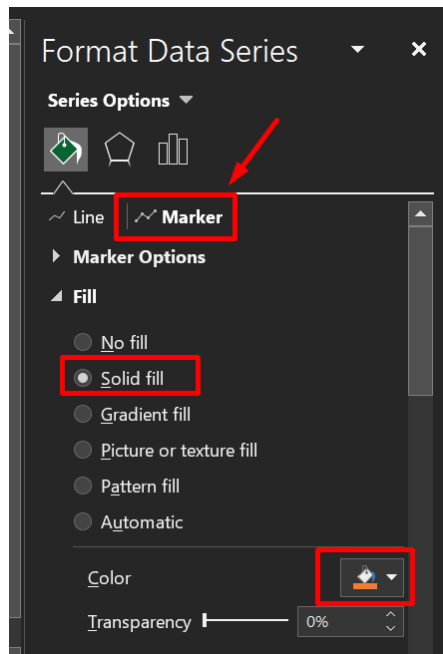 Format Data Series
Series Options
Line
Marker
Marker Options
Fill
No fill
Solid fill
Gradient fill
Picture or texture fill
Pattern fill
Automatic
Color
Transparency 0%